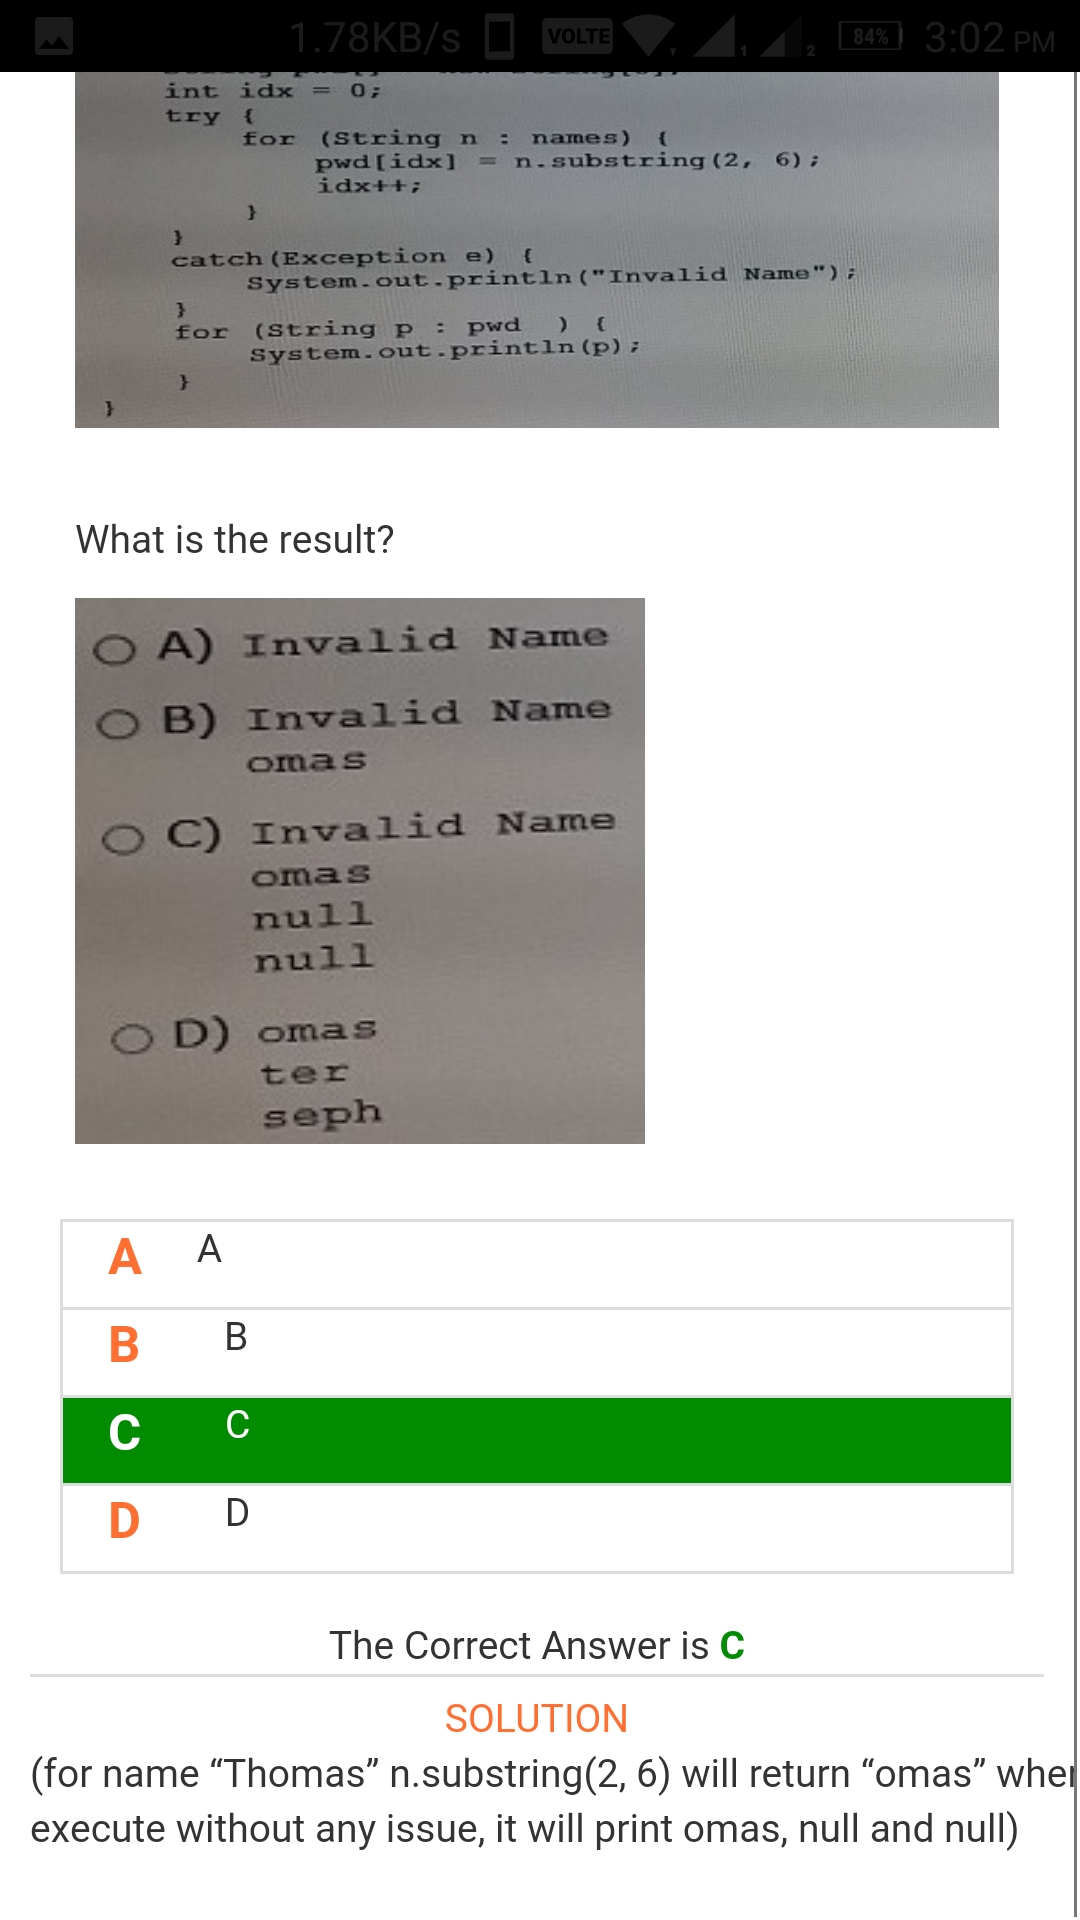 1.78KB/s VOLTE 1 2 84% 3:02 PM
int idx = 0;
try {
for (String n : names) {
pwd[idx] = n.substring(2, 6);
idx++;
}
}
catch(Exception e) {
System.out.println("Invalid Name");
}
for (String p : pwd ) {
System.out.println(p);
}
}
What is the result?
A) Invalid Name
B) Invalid Name
omas
C) Invalid Name
omas
null
null
D) omas
ter
seph
A A
B B
C C
D D
The Correct Answer is C
SOLUTION
(for name “Thomas” n.substring(2, 6) will return “omas”
execute without any issue, it will print omas, null and null)